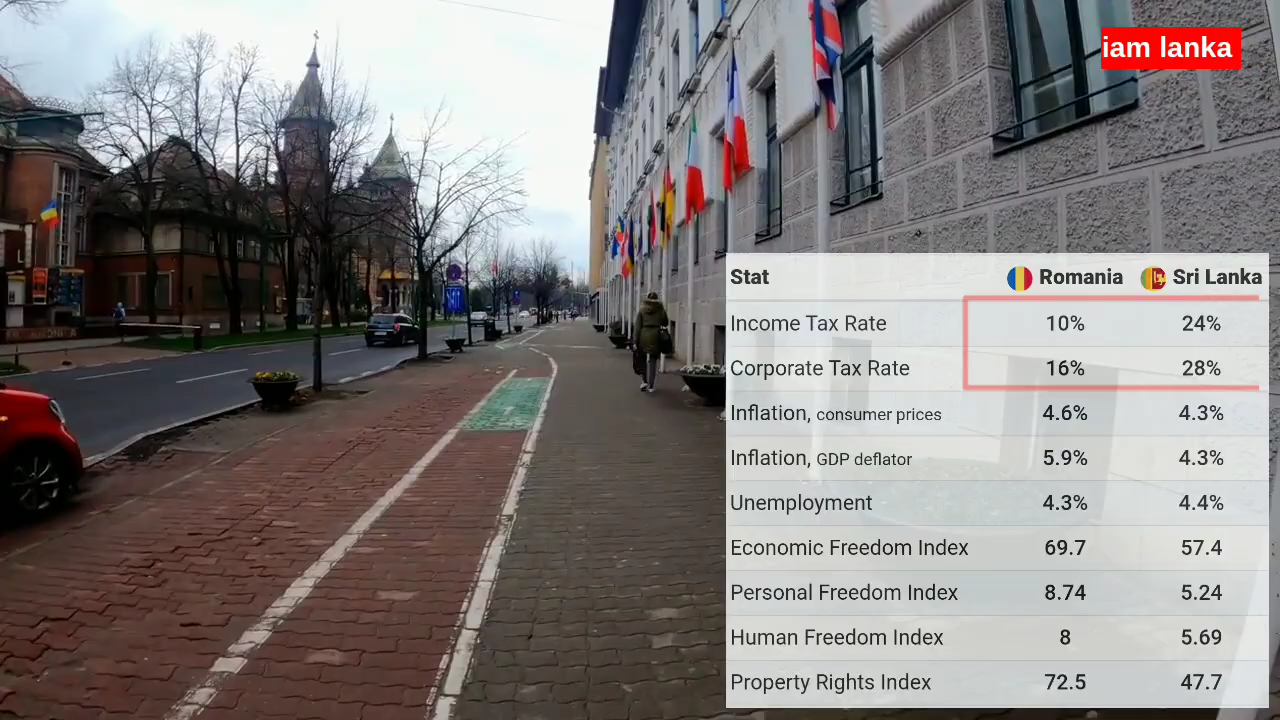 iam lanka
Stat Romania Sri Lanka
Income Tax Rate 10% 24%
Corporate Tax Rate 16% 28%
Inflation, consumer prices 4.6% 4.3%
Inflation, GDP deflator 5.9% 4.3%
Unemployment 4.3% 4.4%
Economic Freedom Index 69.7 57.4
Personal Freedom Index 8.74 5.24
Human Freedom Index 8 5.69
Property Rights Index 72.5 47.7